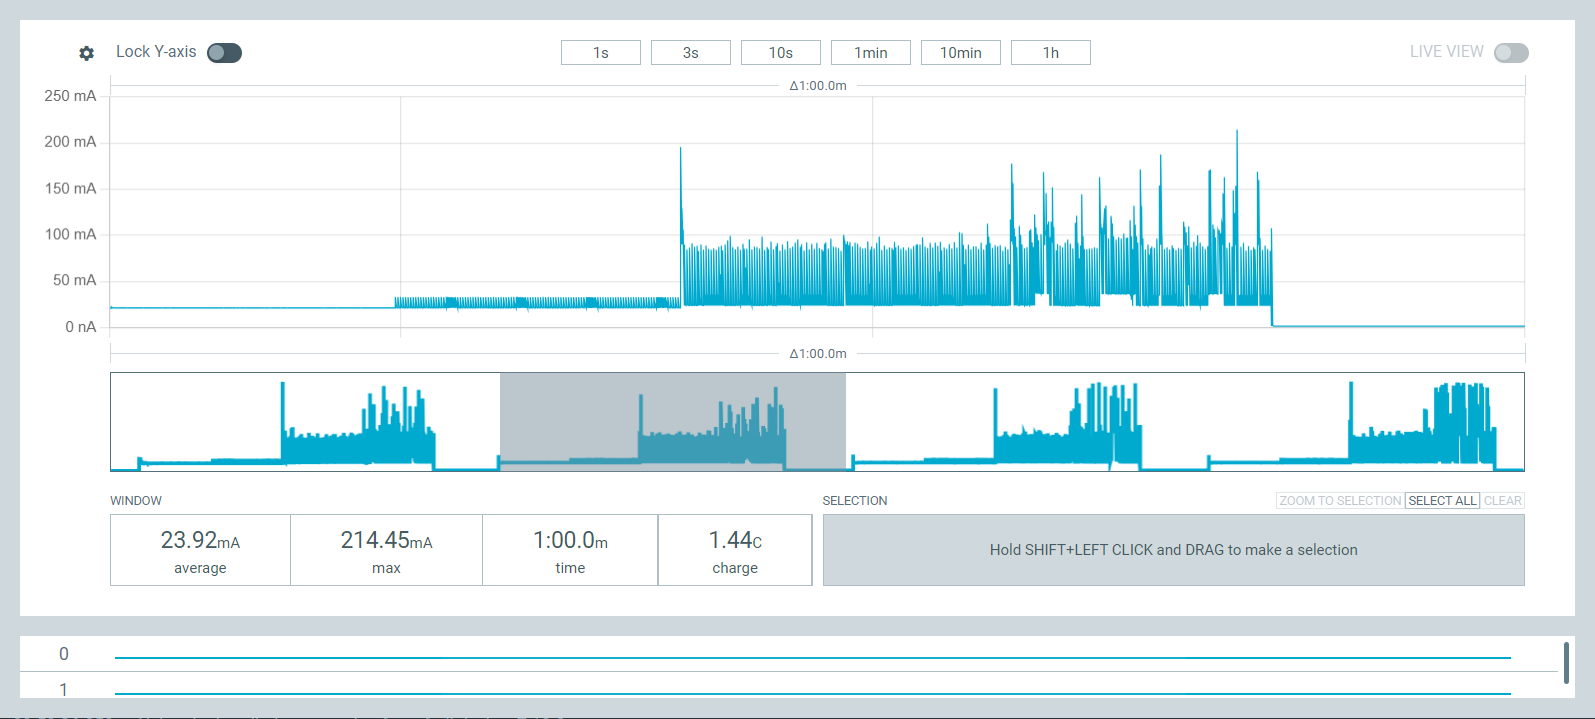 Lock Y-axis 1s 3s 10s 1min 10min 1h LIVE VIEW
Δ1:00.0m
250 mA
200 mA
150 mA
100 mA
50 mA
0 nA
Δ1:00.0m
WINDOW
23.92mA
average
214.45mA
max
1:00.0m
time
1.44C
charge
SELECTION
ZOOM TO SELECTION SELECT ALL CLEAR
Hold SHIFT+LEFT CLICK and DRAG to make a selection
0
1